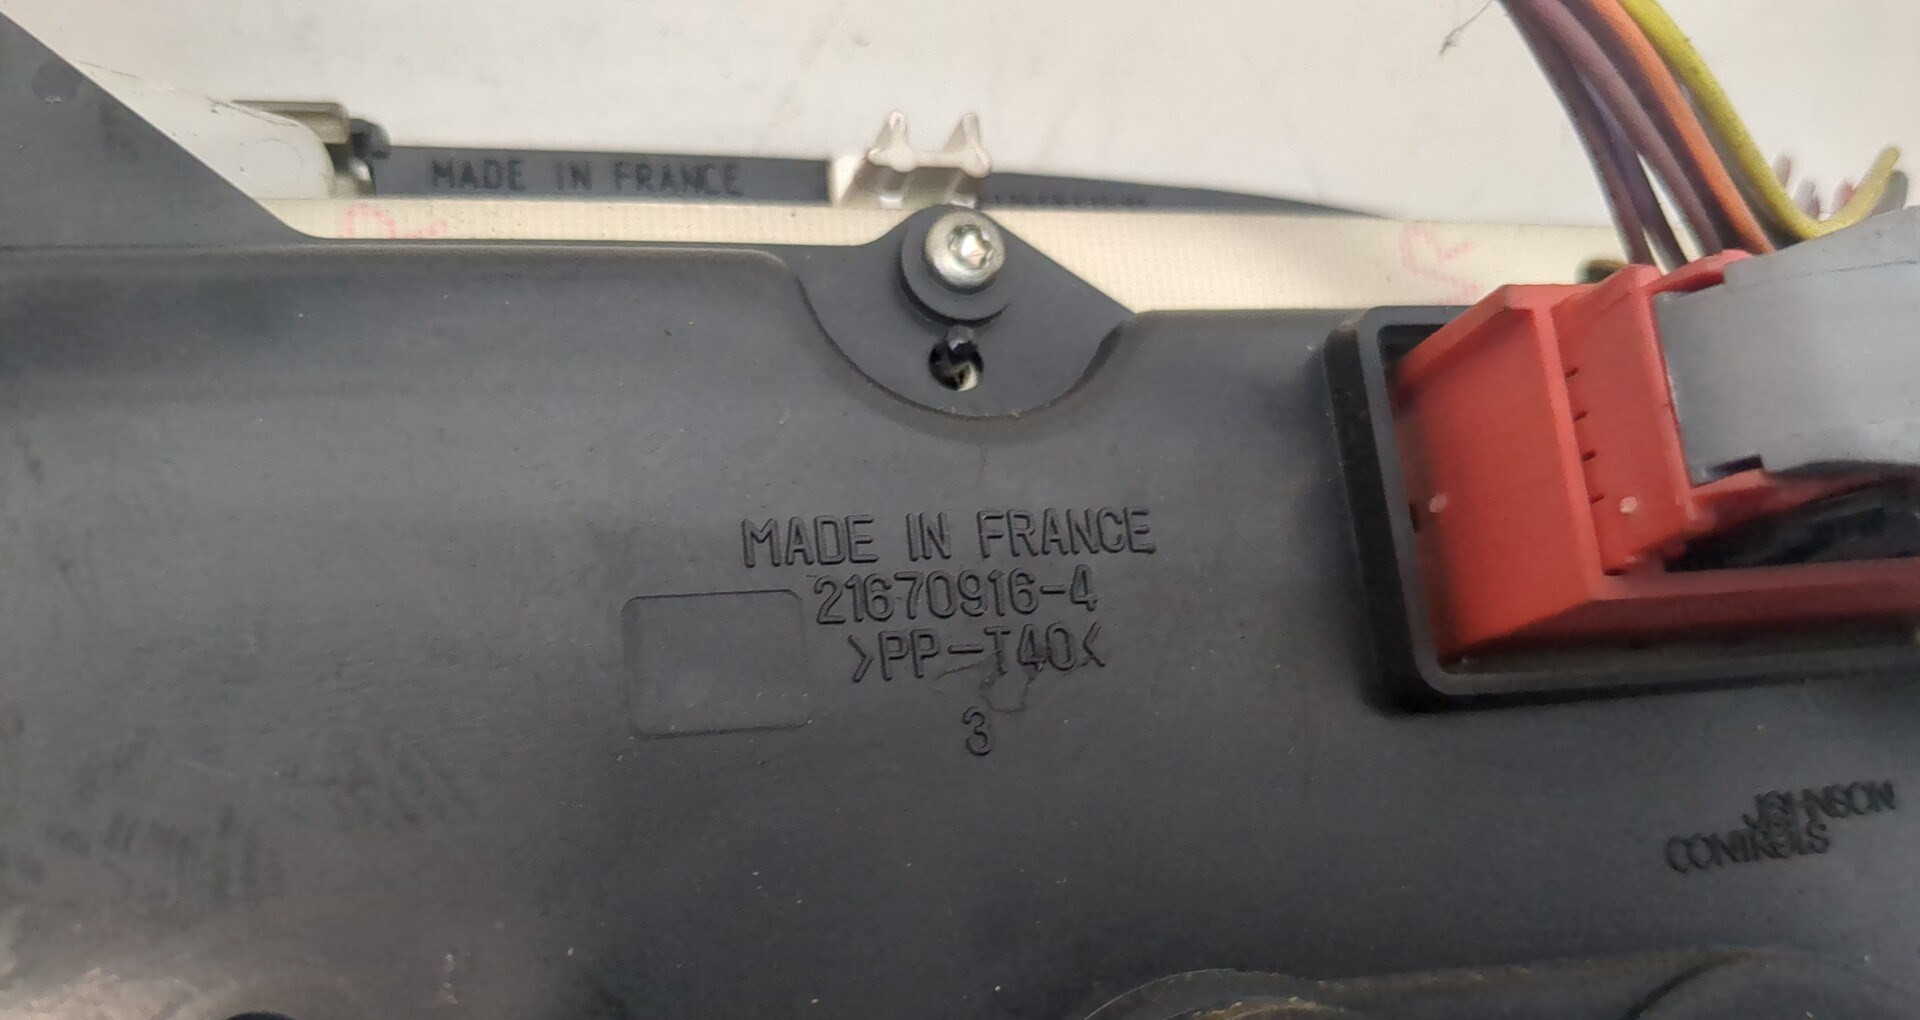 MADE IN FRANCE
MADE IN FRANCE
21670916-4
>PP-T40<
3
JOHNSON
CONTROLS